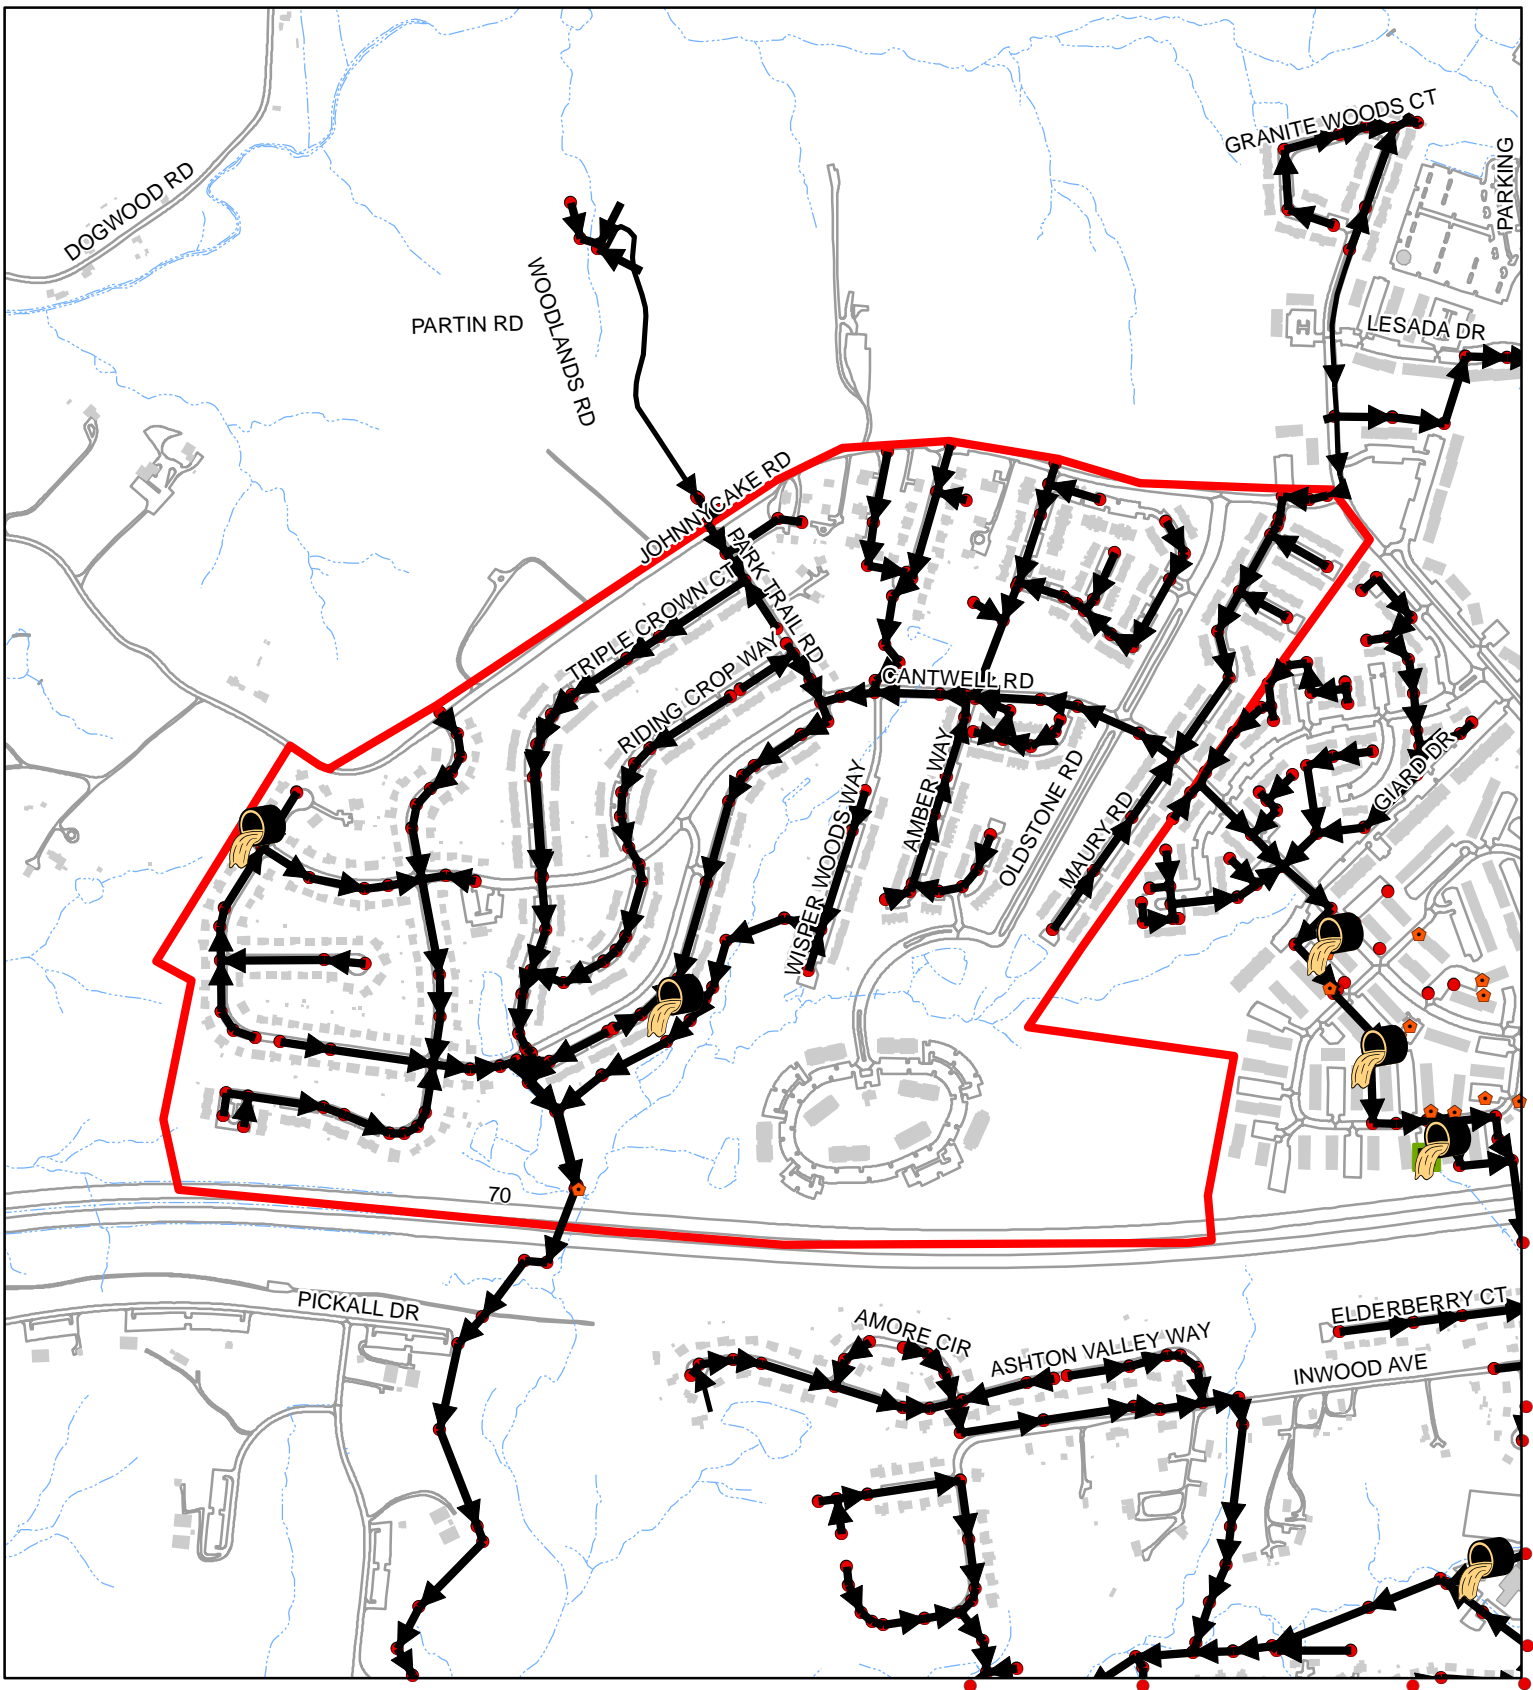 GRANITE WOODS CT
PARKING
DOGWOOD RD
PARTIN RD
WOODLANDS RD
LESADA DR
JOHNNYCAKE RD
PARK TRAIL RD
TRIPLE CROWN CT
RIDING CROP WAY
CANTWELL RD
WISPER WOODS WAY
AMBER WAY
OLDSTONE RD
MAURY RD
GIARD DR
70
PICKALL DR
AMORE CIR
ASHTON VALLEY WAY
ELDERBERRY CT
INWOOD AVE